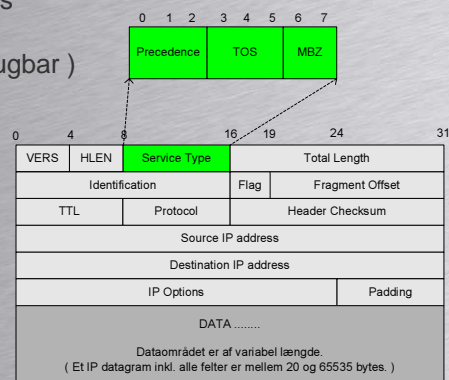 s
ugbar )
0 1 2 3 4 5 6 7
Precedence TOS MBZ
0 4 8 16 19 24 31
VERS HLEN Service Type Total Length
Identification Flag Fragment Offset
TTL Protocol Header Checksum
Source IP address
Destination IP address
IP Options Padding
DATA ........
Dataområdet er af variabel længde.
( Et IP datagram inkl. alle felter er mellem 20 og 65535 bytes. )